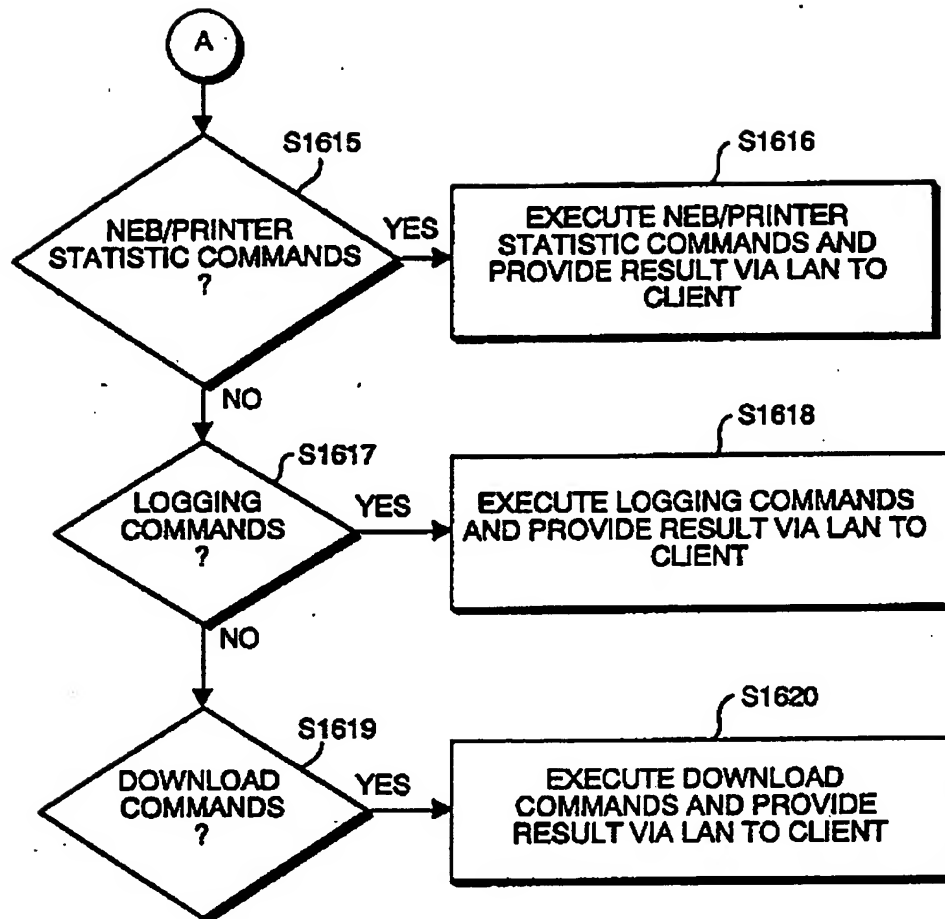 A
S1615
NEB/PRINTER
STATISTIC COMMANDS
?
YES
S1616
EXECUTE NEB/PRINTER
STATISTIC COMMANDS AND
PROVIDE RESULT VIA LAN TO
CLIENT
NO
S1617
LOGGING
COMMANDS
?
YES
S1618
EXECUTE LOGGING COMMANDS
AND PROVIDE RESULT VIA LAN TO
CLIENT
NO
S1619
DOWNLOAD
COMMANDS
?
YES
S1620
EXECUTE DOWNLOAD
COMMANDS AND PROVIDE
RESULT VIA LAN TO CLIENT